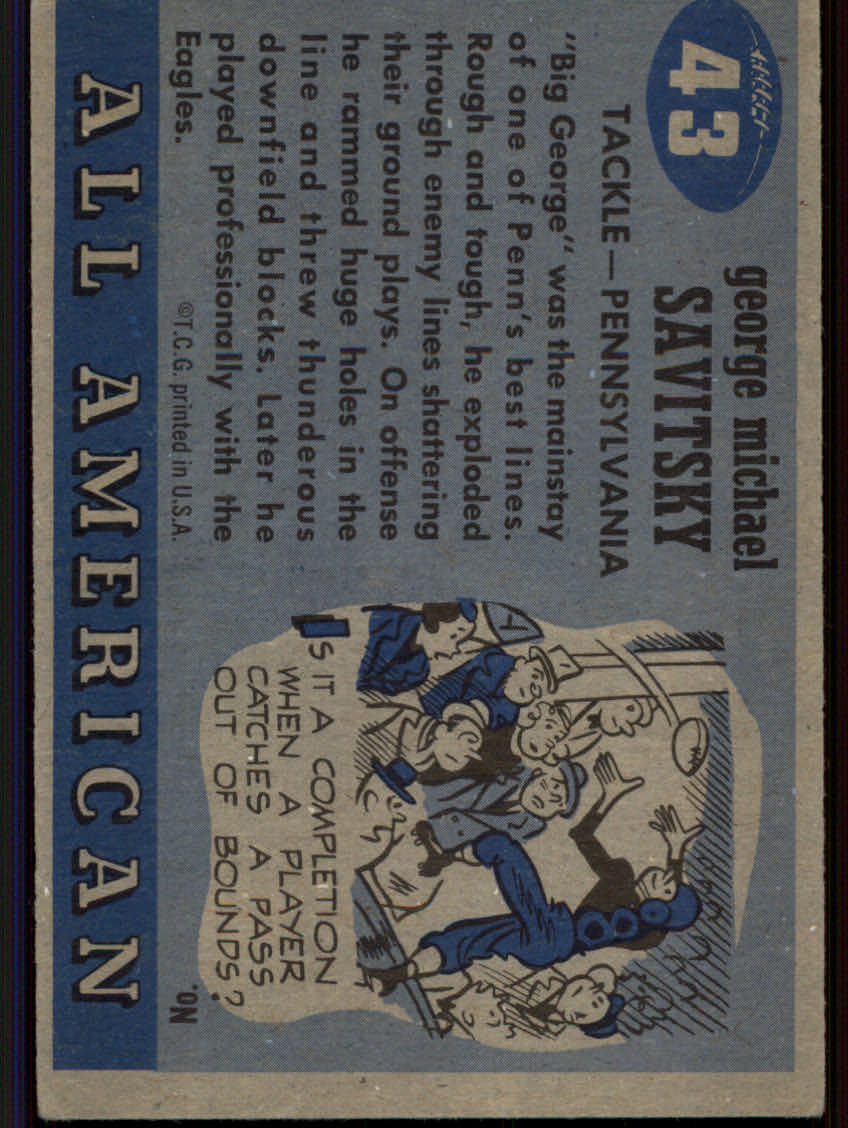 43
george michael
SAVITSKY
TACKLE—PENNSYLVANIA
"Big George" was the mainstay
of one of Penn's best lines.
Rough and tough, he exploded
through enemy lines shattering
their ground plays. On offense
he rammed huge holes in the
line and threw thunderous
downfield blocks. Later he
played professionally with the
Eagles.
©T.C.G. printed in U.S.A.
A
IS IT A COMPLETION
WHEN A PLAYER
CATCHES A PASS
OUT OF BOUNDS?
No.
ALL AMERICAN